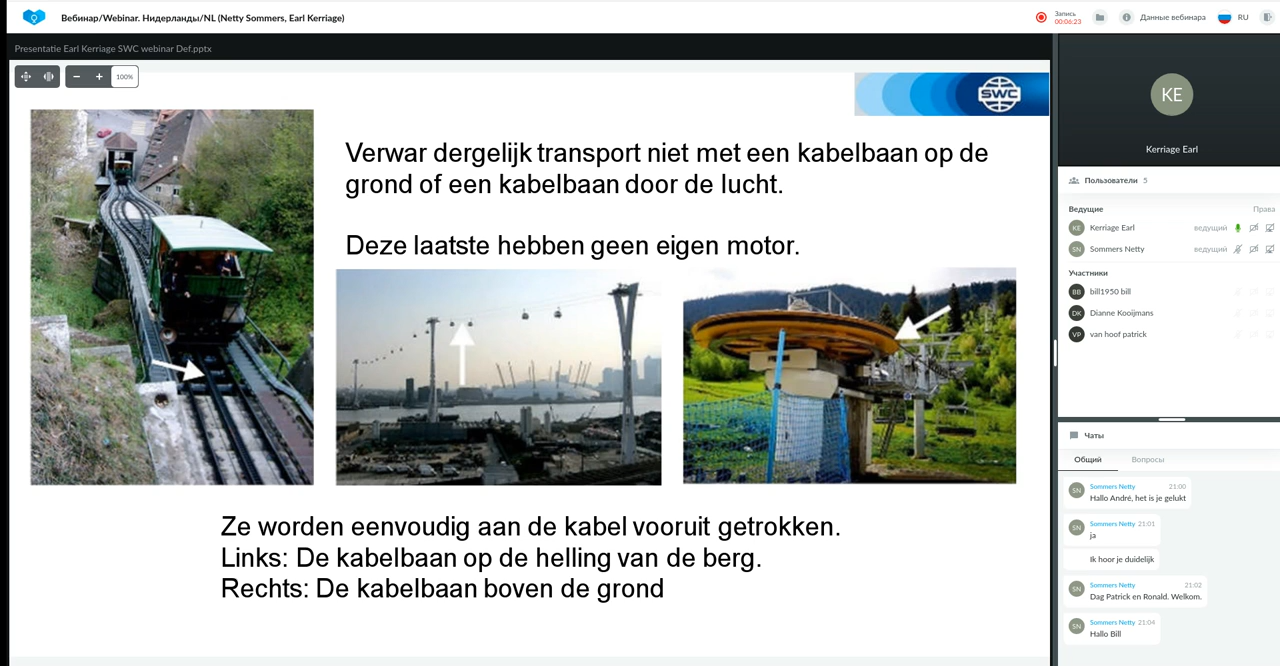 Вебинар/Webinar. Нидерланды/NL (Netty Sommers, Earl Kerriage)
Запись
00:06:23
Данные вебинара
RU
Presentatie Earl Kerriage SWC webinar Def.pptx
100%
SWC
Verwar dergelijk transport niet met een kabelbaan op de
grond of een kabelbaan door de lucht.
Deze laatste hebben geen eigen motor.
Ze worden eenvoudig aan de kabel vooruit getrokken.
Links: De kabelbaan op de helling van de berg.
Rechts: De kabelbaan boven de grond
KE
Kerriage Earl
Пользователи 5
Ведущие Права
KE Kerriage Earl ведущий
SN Sommers Netty ведущий
Участники
BB bill1950 bill
DK Dianne Kooijmans
VP van hoof patrick
Чаты
Общий Вопросы
SN Sommers Netty 21:00
Hallo André, het is je gelukt
SN Sommers Netty 21:01
ja
Ik hoor je duidelijk
SN Sommers Netty 21:02
Dag Patrick en Ronald. Welkom.
SN Sommers Netty 21:04
Hallo Bill